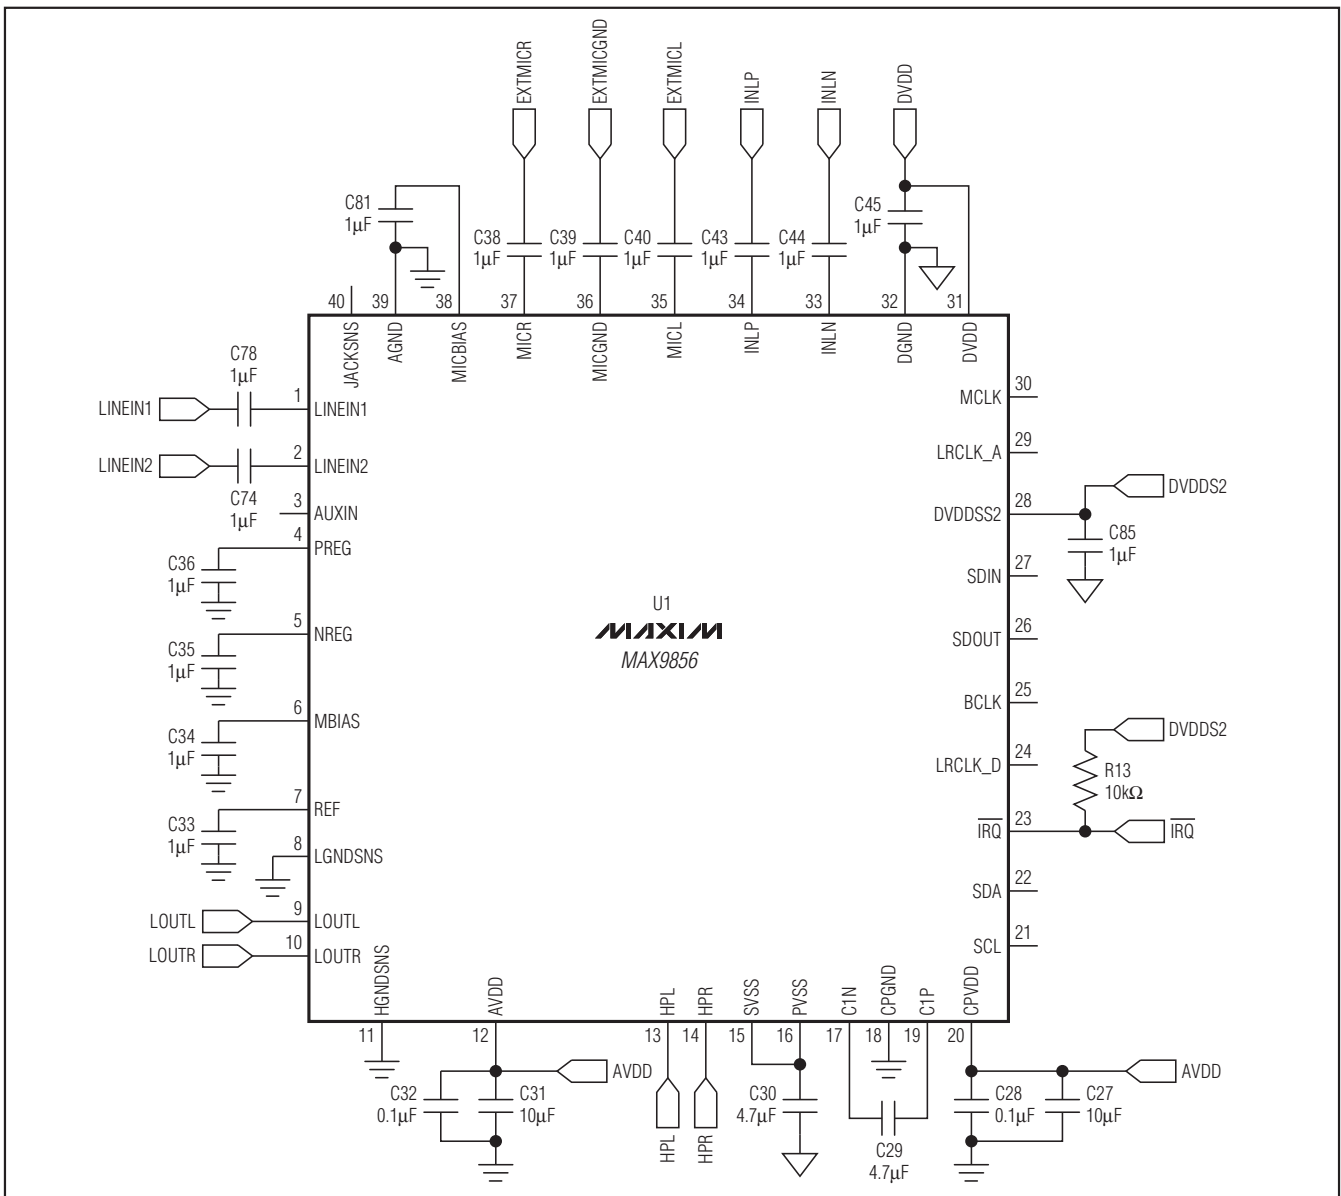 EXTMICR
EXTMICGND
EXTMICL
INLP
INLN
DVDD
C81
1µF
C38
1µF
C39
1µF
C40
1µF
C43
1µF
C44
1µF
C45
1µF
40
39
38
37
36
35
34
33
32
31
JACKSNS
AGND
MICBIAS
MICR
MICGND
MICL
INLP
INLN
DGND
DVDD
C78
1µF
LINEIN1
1
LINEIN1
LINEIN2
2
LINEIN2
C74
1µF
3
AUXIN
4
PREG
C36
1µF
5
NREG
C35
1µF
6
MBIAS
C34
1µF
7
REF
C33
1µF
8
LGNDSNS
LOUTL
9
LOUTL
LOUTR
10
LOUTR
U1
MAXIM
MAX9856
MCLK
30
LRCLK_A
29
DVDDSS2
28
DVDDS2
C85
1µF
SDIN
27
SDOUT
26
BCLK
25
LRCLK_D
24
DVDDS2
R13
10kΩ
IRQ
23
IRQ
SDA
22
SCL
21
HGNDSNS
AVDD
HPL
HPR
SVSS
PVSS
C1N
CPGND
C1P
CPVDD
11
12
13
14
15
16
17
18
19
20
AVDD
C32
0.1µF
C31
10µF
HPL
HPR
C30
4.7µF
C29
4.7µF
AVDD
C28
0.1µF
C27
10µF